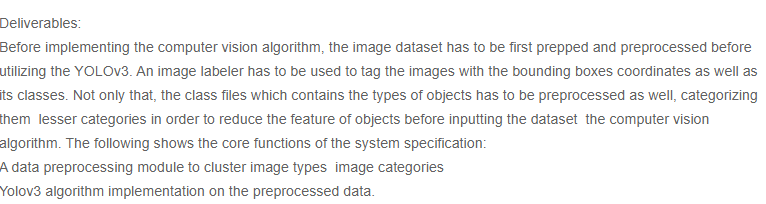 Deliverables:
Before implementing the computer vision algorithm, the image dataset has to be first prepped and preprocessed before
utilizing the YOLOv3. An image labeler has to be used to tag the images with the bounding boxes coordinates as well as
its classes. Not only that, the class files which contains the types of objects has to be preprocessed as well, categorizing
them  lesser categories in order to reduce the feature of objects before inputting the dataset  the computer vision
algorithm. The following shows the core functions of the system specification:
A data preprocessing module to cluster image types  image categories
Yolov3 algorithm implementation on the preprocessed data.